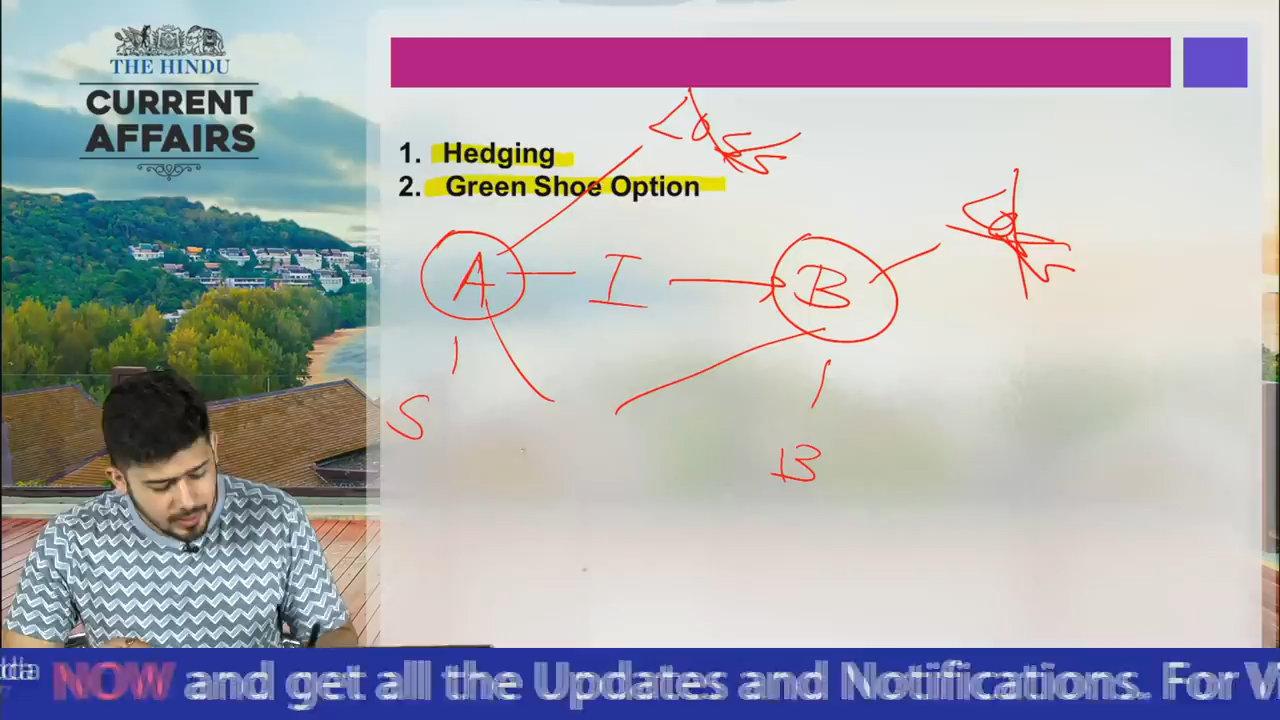 THE HINDU
CURRENT
AFFAIRS
1. Hedging
2. Green Shoe Option
Loss
A
I
B
S
B
NOW and get all the Updates and Notifications. For